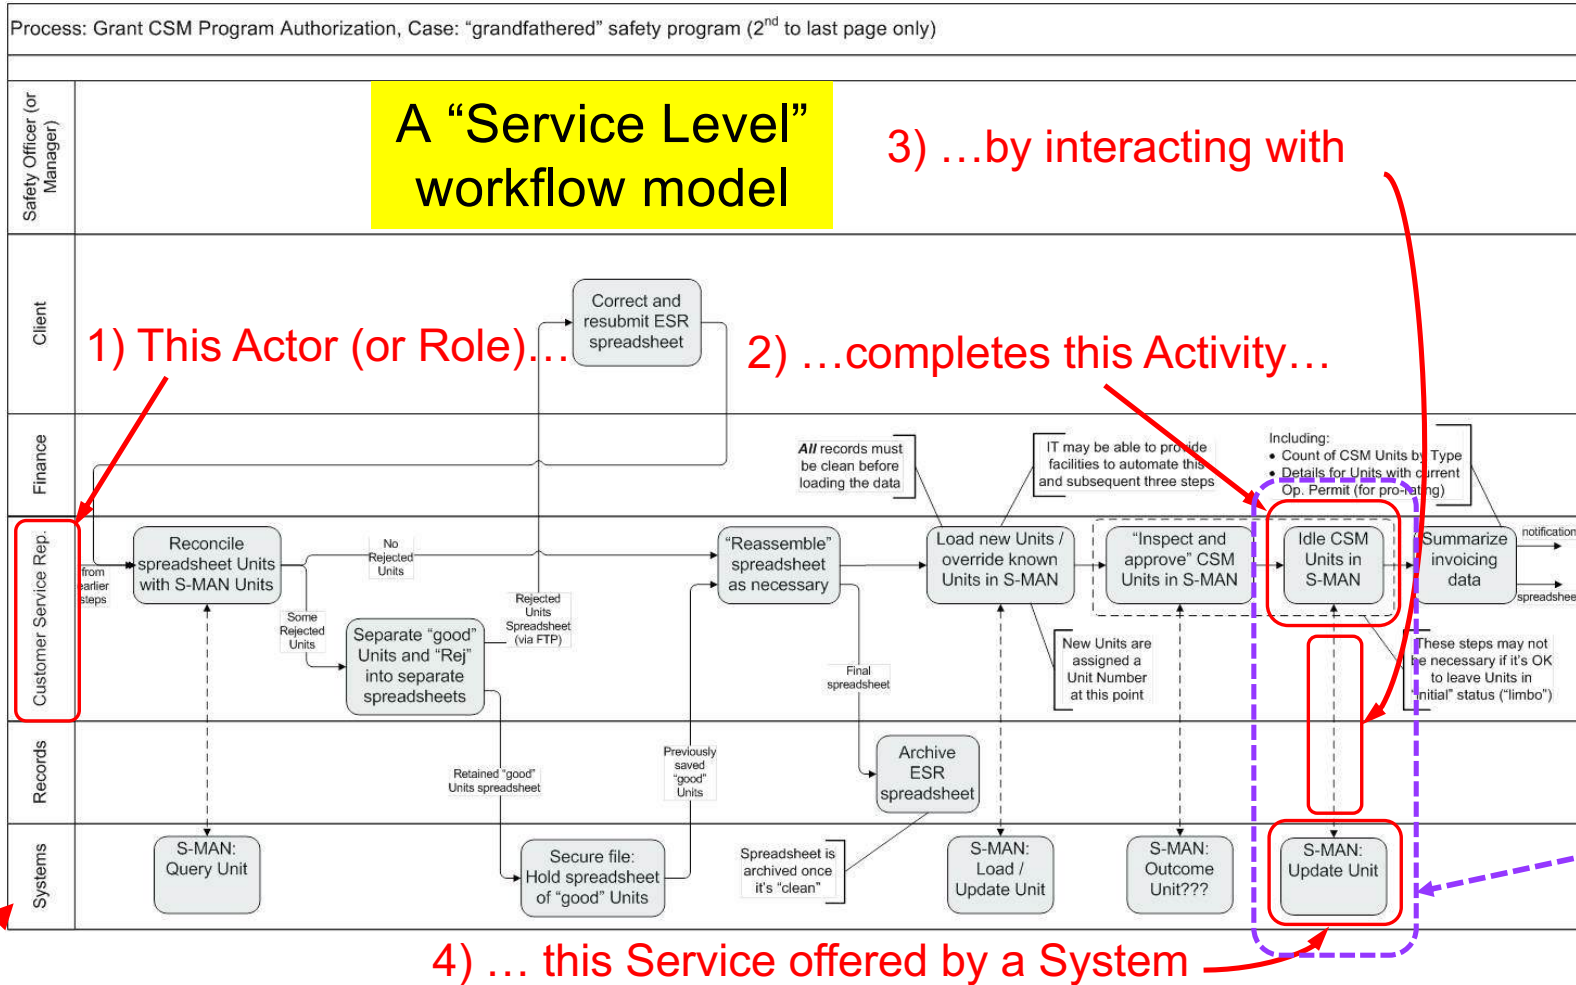 Process: Grant CSM Program Authorization, Case: “grandfathered” safety program (2nd to last page only)
A “Service Level”
workflow model
3) …by interacting with
Safety Officer (or
Manager)
Client
Correct and
resubmit ESR
spreadsheet
1) This Actor (or Role)…
2) …completes this Activity…
Finance
All records must
be clean before
loading the data
IT may be able to provide
facilities to automate this
and subsequent three steps
Including:
• Count of CSM Units by Type
• Details for Units with current
Op. Permit (for pro-rating)
Customer Service Rep.
from
earlier
steps
Reconcile
spreadsheet Units
with S-MAN Units
No
Rejected
Units
Some
Rejected
Units
Separate “good”
Units and “Rej”
into separate
spreadsheets
Rejected
Units
Spreadsheet
(via FTP)
“Reassemble”
spreadsheet
as necessary
Final
spreadsheet
Load new Units /
override known
Units in S-MAN
New Units are
assigned a
Unit Number
at this point
“Inspect and
approve” CSM
Units in S-MAN
Idle CSM
Units in
S-MAN
Summarize
invoicing
data
notification
spreadsheet
These steps may not
be necessary if it’s OK
to leave Units in
“initial” status (“limbo”)
Records
Retained “good”
Units spreadsheet
Previously
saved
“good”
Units
Archive
ESR
spreadsheet
Systems
S-MAN:
Query Unit
Secure file:
Hold spreadsheet
of “good” Units
Spreadsheet is
archived once
it’s “clean”
S-MAN:
Load /
Update Unit
S-MAN:
Outcome
Unit???
S-MAN:
Update Unit
4) … this Service offered by a System